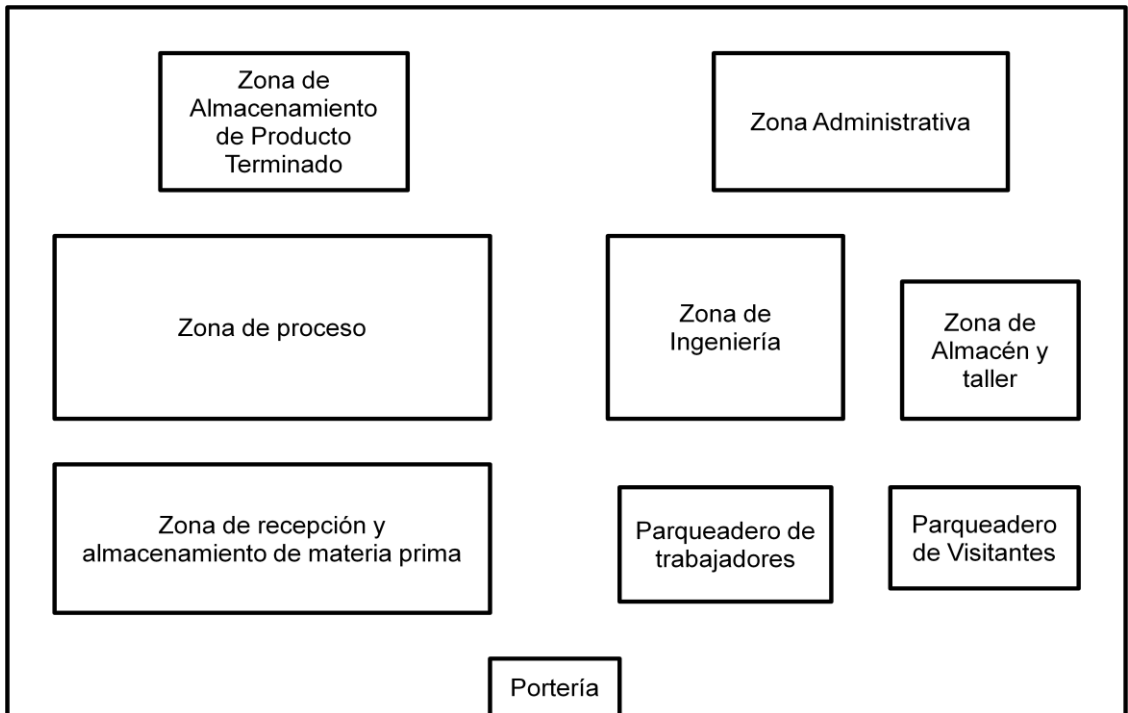 Zona de
Almacenamiento
de Producto
Terminado
Zona Administrativa
Zona de proceso
Zona de
Ingeniería
Zona de
Almacén y
taller
Zona de recepción y
almacenamiento de materia prima
Parqueadero de
trabajadores
Parqueadero
de Visitantes
Portería